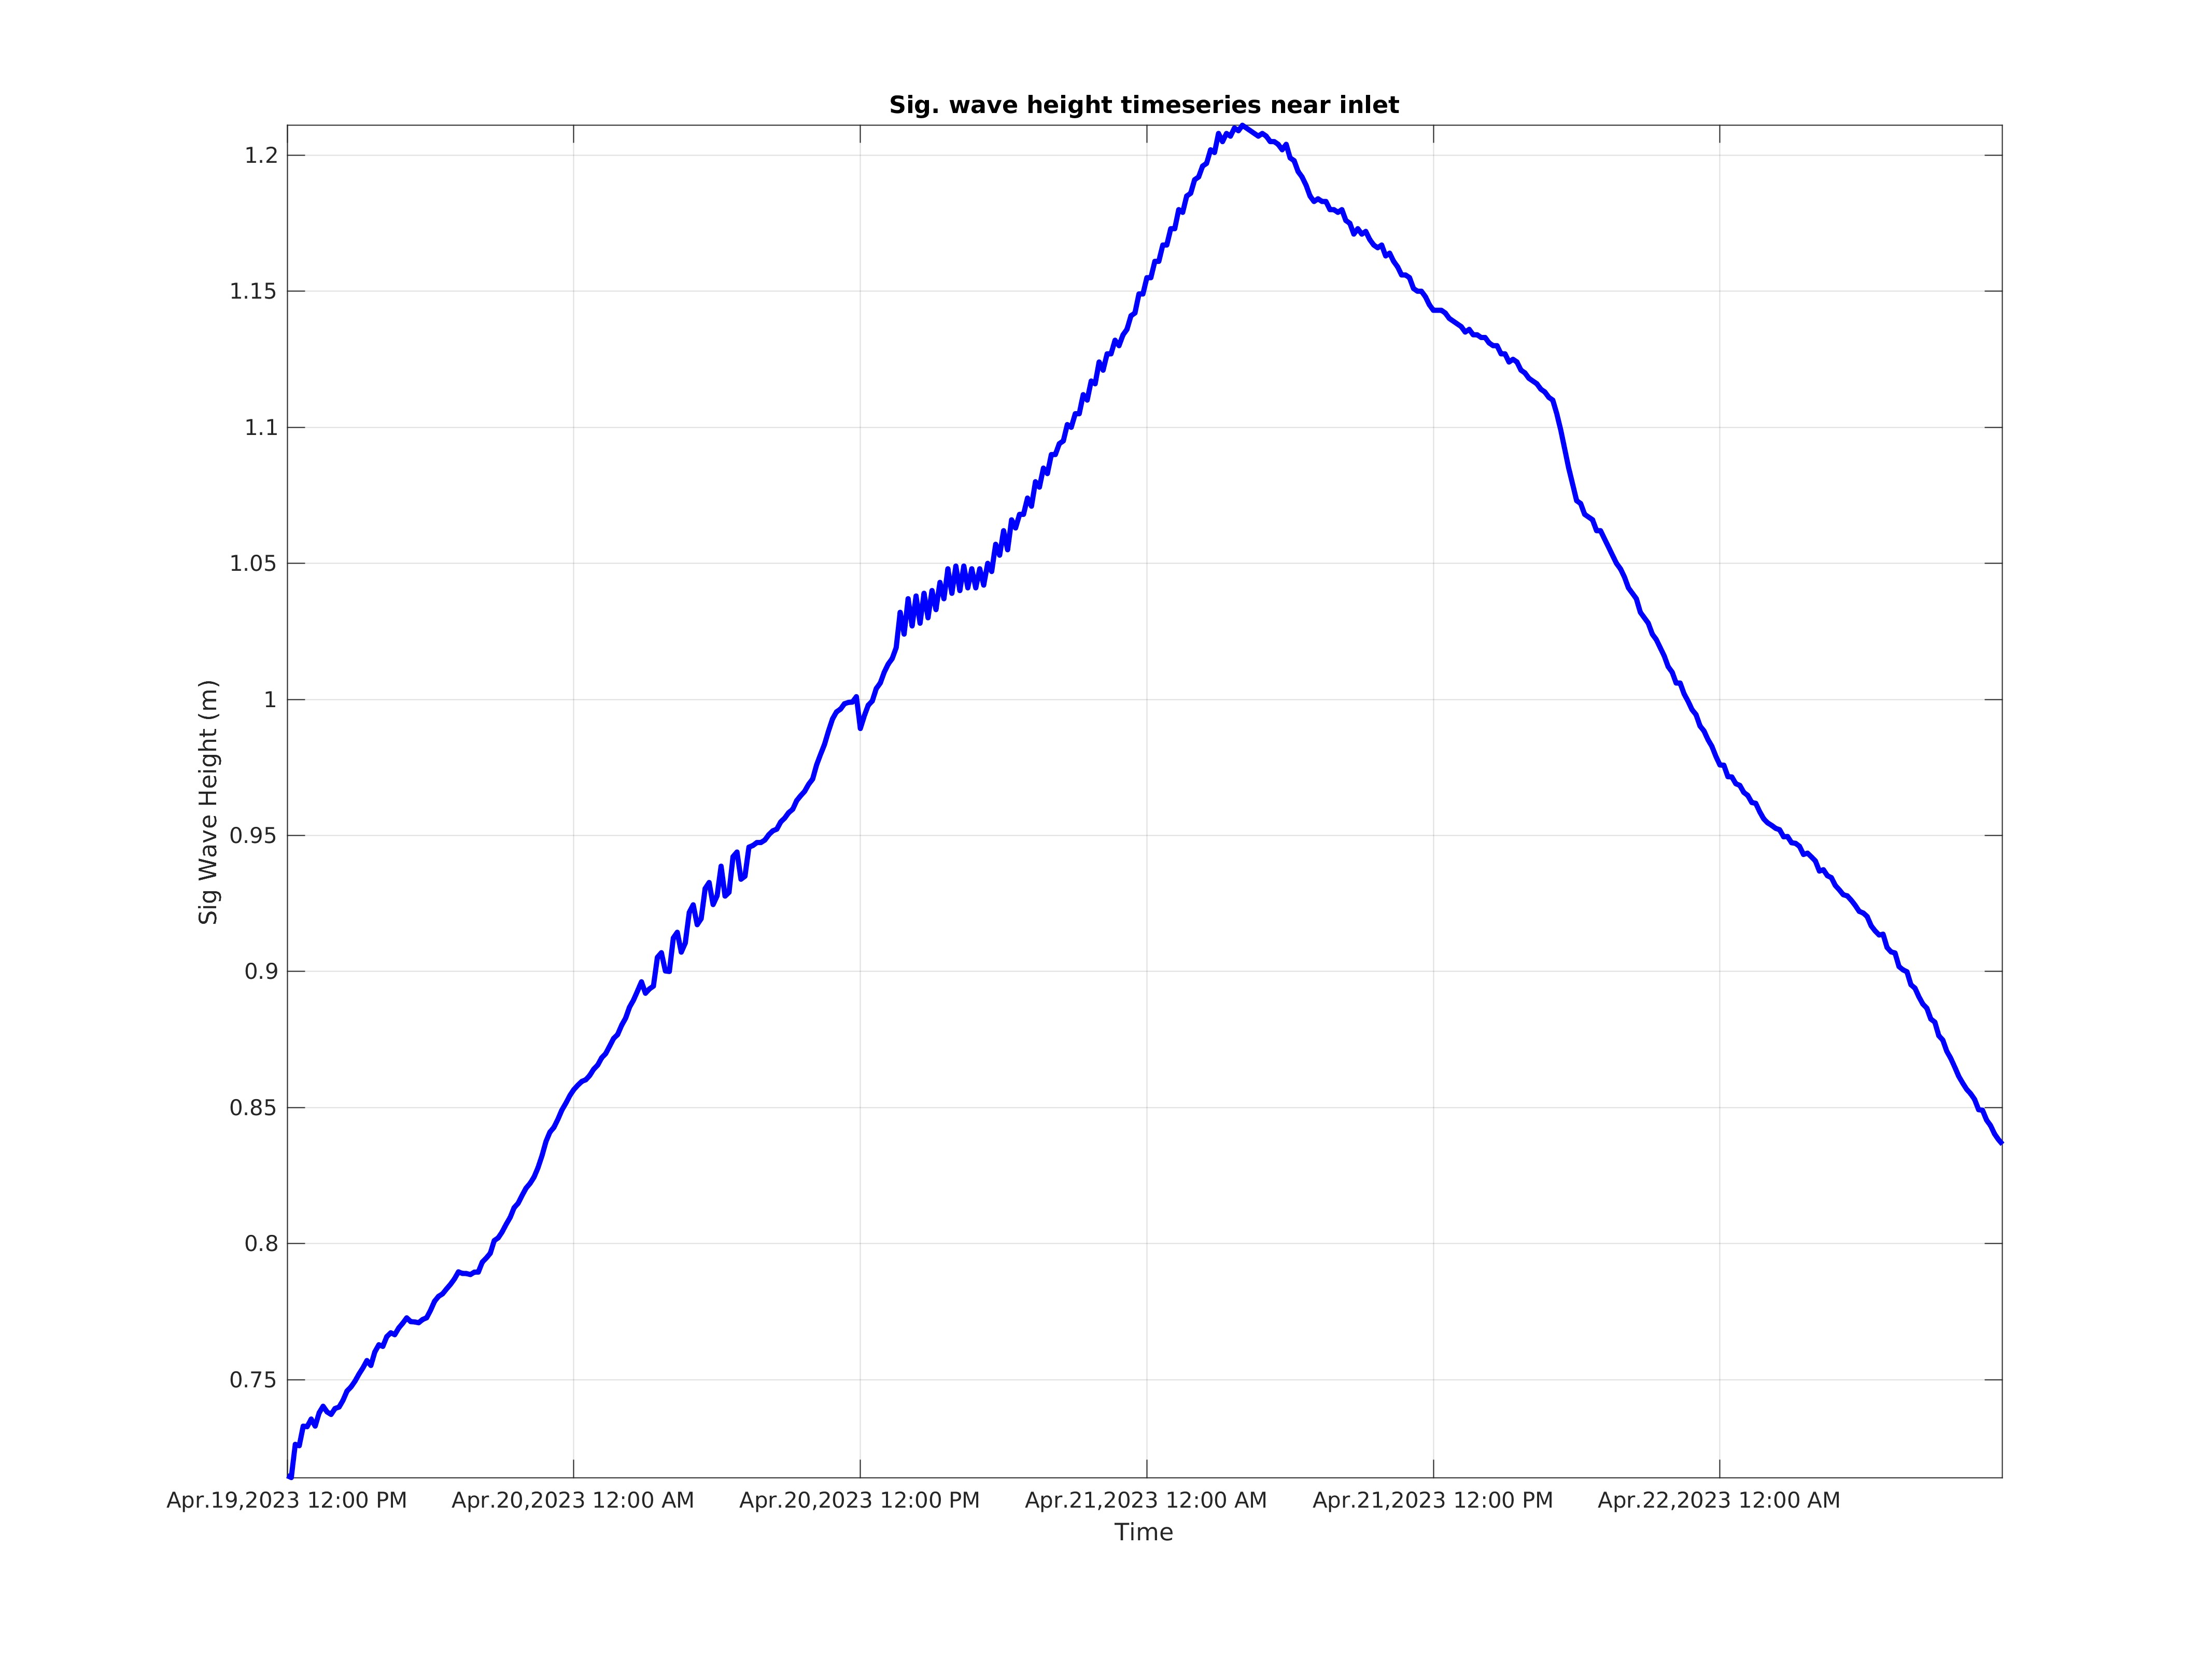 Sig. wave height timeseries near inlet
1.2
1.15
1.1
1.05
1
0.95
0.9
0.85
0.8
0.75
Sig Wave Height (m)
Apr.19,2023 12:00 PM Apr.20,2023 12:00 AM Apr.20,2023 12:00 PM Apr.21,2023 12:00 AM Apr.21,2023 12:00 PM Apr.22,2023 12:00 AM
Time